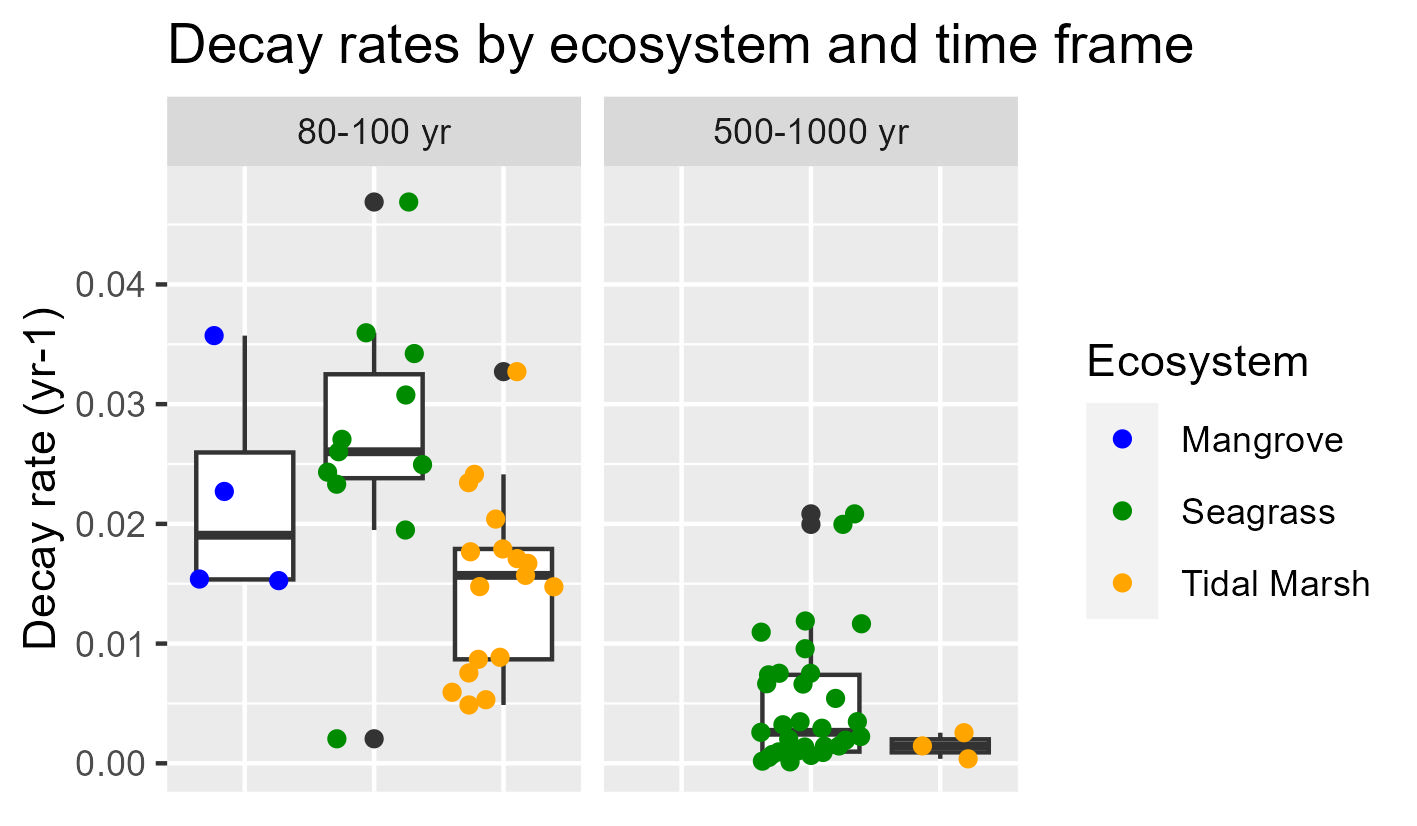 Decay rates by ecosystem and time frame
80-100 yr
500-1000 yr
Decay rate (yr-1)
0.04
0.03
0.02
0.01
0.00
Ecosystem
Mangrove
Seagrass
Tidal Marsh